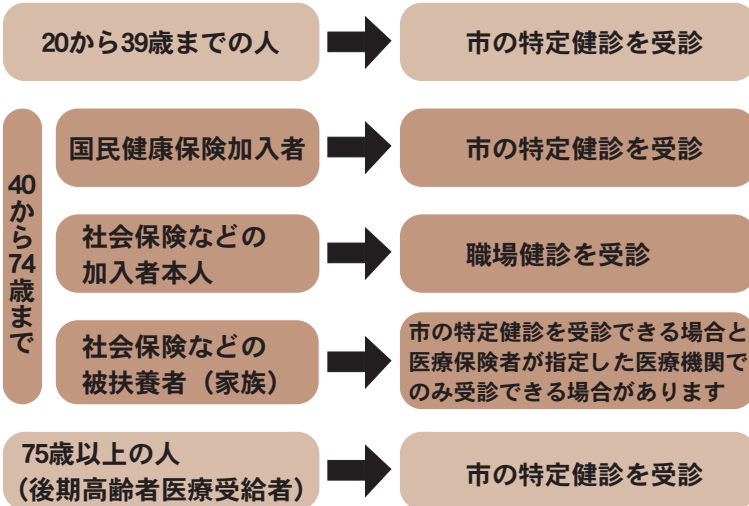 20から39歳までの人
市の特定健診を受診
40から74歳まで
国民健康保険加入者
市の特定健診を受診
社会保険などの
加入者本人
職場健診を受診
社会保険などの
被扶養者（家族）
市の特定健診を受診できる場合と
医療保険者が指定した医療機関で
のみ受診できる場合があります
75歳以上の人
（後期高齢者医療受給者）
市の特定健診を受診